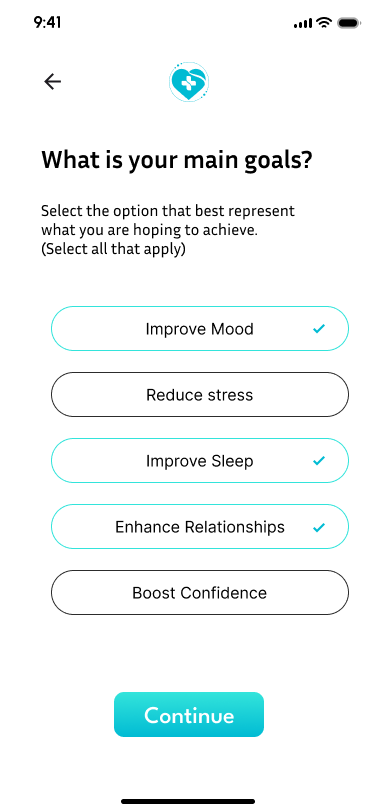 9:41
What is your main goals?
Select the option that best represent
what you are hoping to achieve.
(Select all that apply)
Improve Mood
Reduce stress
Improve Sleep
Enhance Relationships
Boost Confidence
Continue